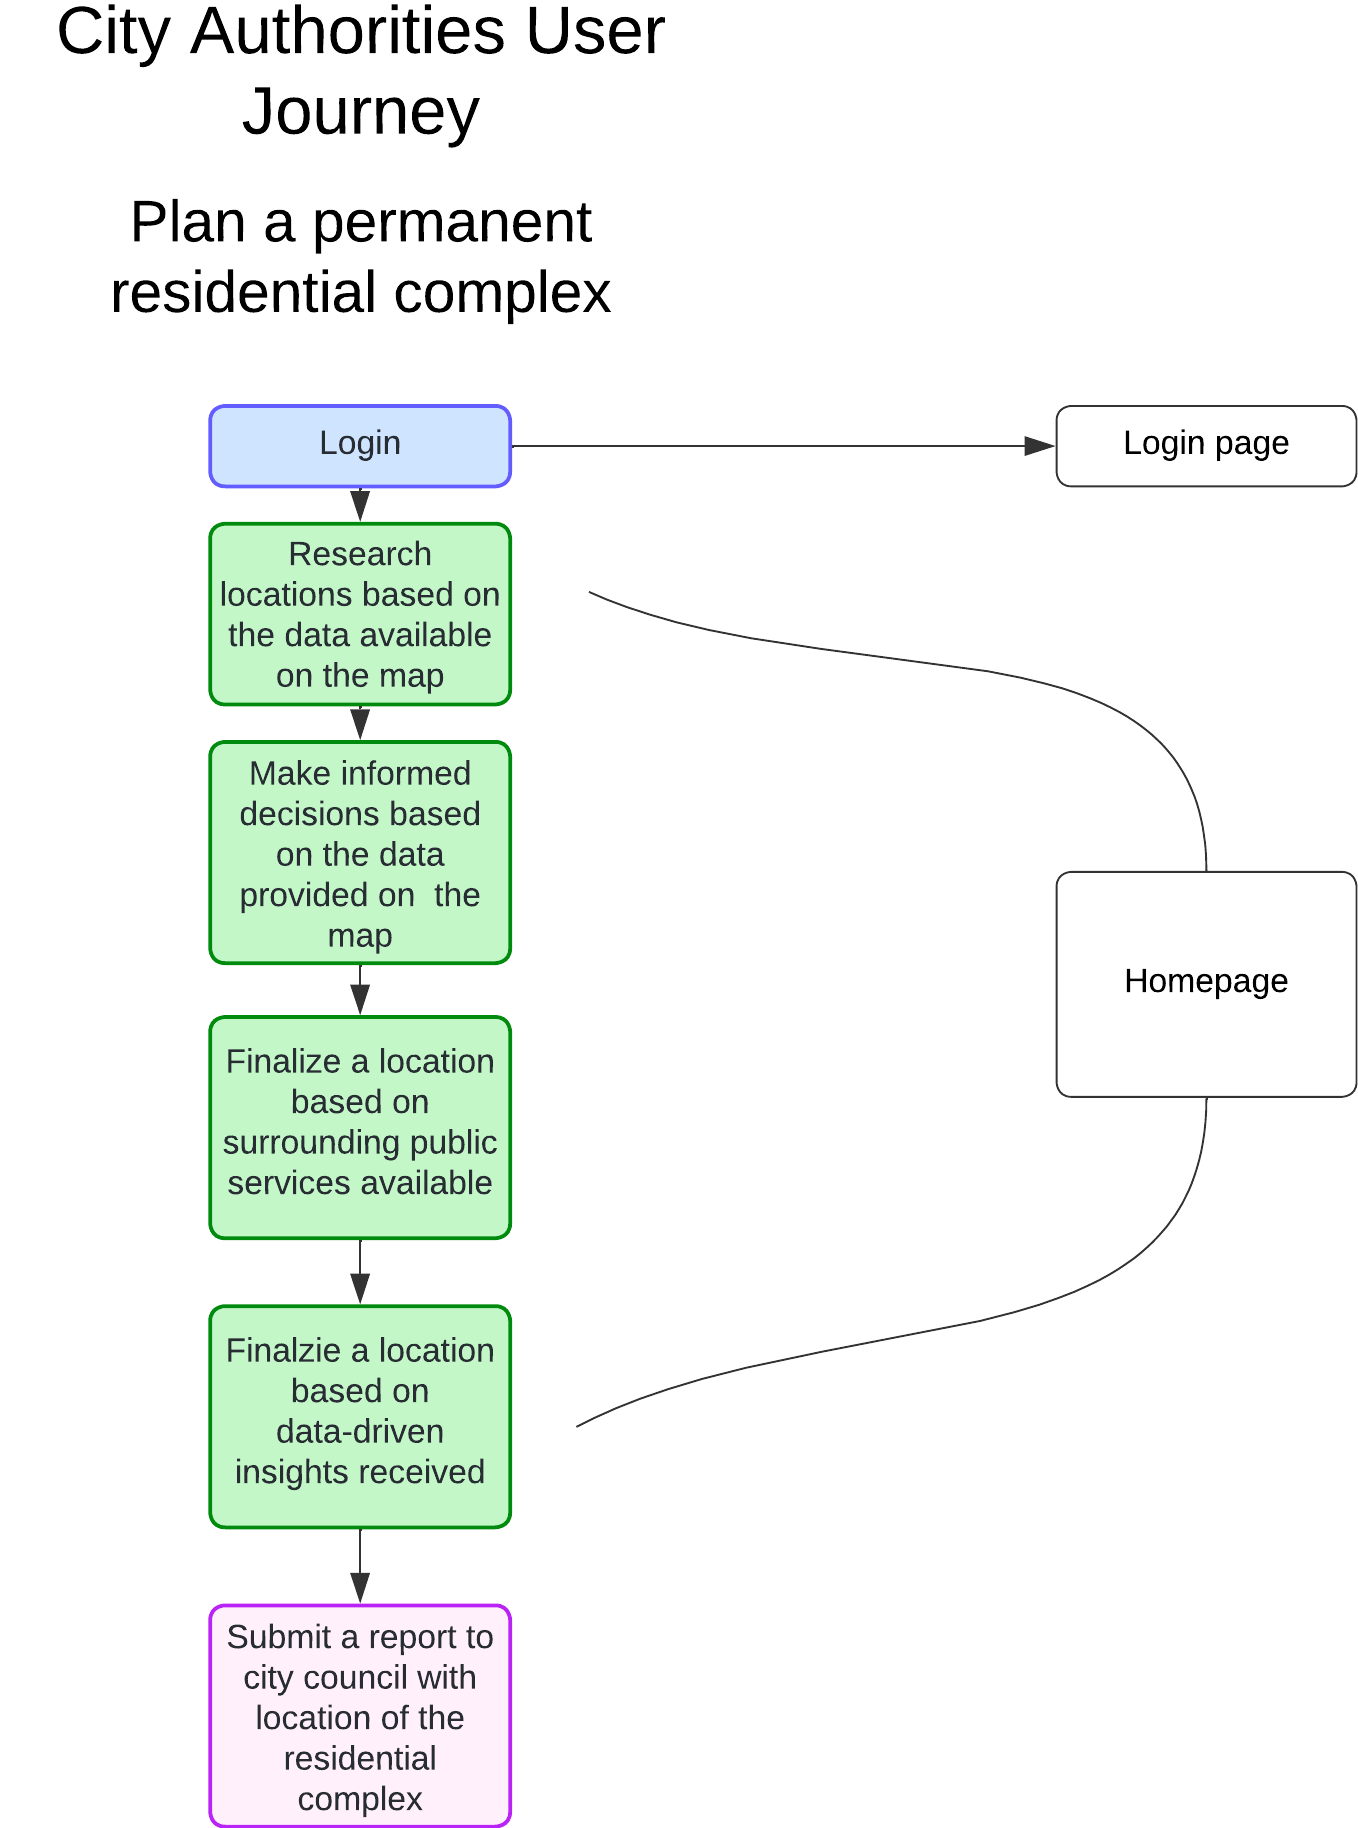 City Authorities User
Journey
Plan a permanent
residential complex
Login
Login page
Research
locations based on
the data available
on the map
Make informed
decisions based
on the data
provided on  the
map
Homepage
Finalize a location
based on
surrounding public
services available
Finalzie a location
based on
data-driven
insights received
Submit a report to
city council with
location of the
residential
complex